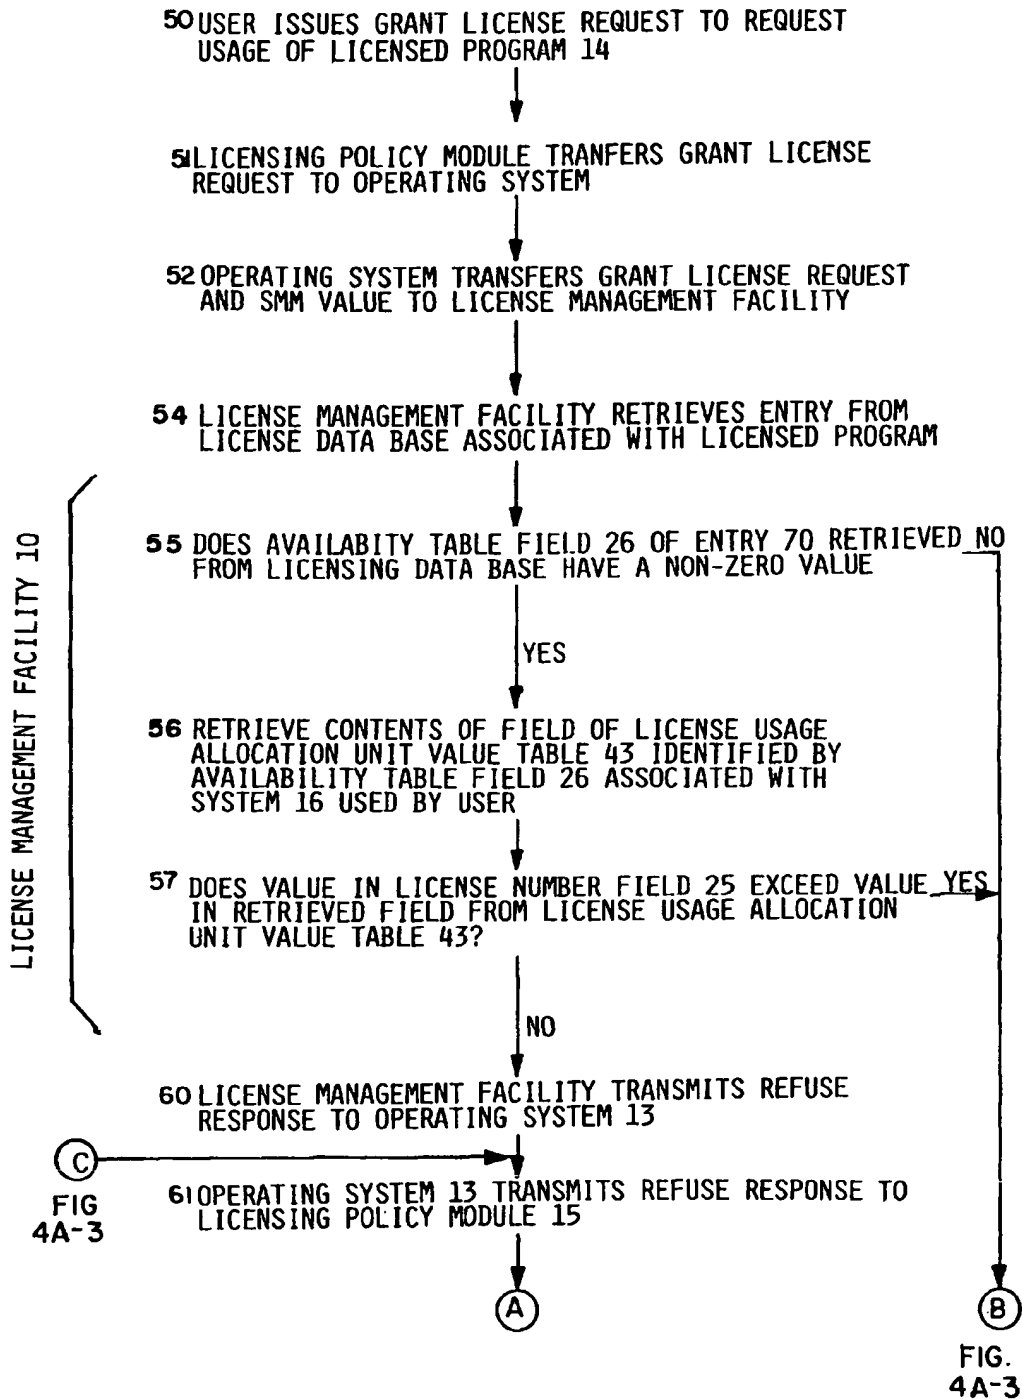 50 USER ISSUES GRANT LICENSE REQUEST TO REQUEST
USAGE OF LICENSED PROGRAM 14
51 LICENSING POLICY MODULE TRANFERS GRANT LICENSE
REQUEST TO OPERATING SYSTEM
52 OPERATING SYSTEM TRANSFERS GRANT LICENSE REQUEST
AND SMM VALUE TO LICENSE MANAGEMENT FACILITY
54 LICENSE MANAGEMENT FACILITY RETRIEVES ENTRY FROM
LICENSE DATA BASE ASSOCIATED WITH LICENSED PROGRAM
LICENSE MANAGEMENT FACILITY 10
55 DOES AVAILABITY TABLE FIELD 26 OF ENTRY 70 RETRIEVED NO
FROM LICENSING DATA BASE HAVE A NON-ZERO VALUE
YES
56 RETRIEVE CONTENTS OF FIELD OF LICENSE USAGE
ALLOCATION UNIT VALUE TABLE 43 IDENTIFIED BY
AVAILABILITY TABLE FIELD 26 ASSOCIATED WITH
SYSTEM 16 USED BY USER
57 DOES VALUE IN LICENSE NUMBER FIELD 25 EXCEED VALUE YES
IN RETRIEVED FIELD FROM LICENSE USAGE ALLOCATION
UNIT VALUE TABLE 43?
NO
60 LICENSE MANAGEMENT FACILITY TRANSMITS REFUSE
RESPONSE TO OPERATING SYSTEM 13
C
FIG
4A-3
61 OPERATING SYSTEM 13 TRANSMITS REFUSE RESPONSE TO
LICENSING POLICY MODULE 15
A
B
FIG.
4A-3